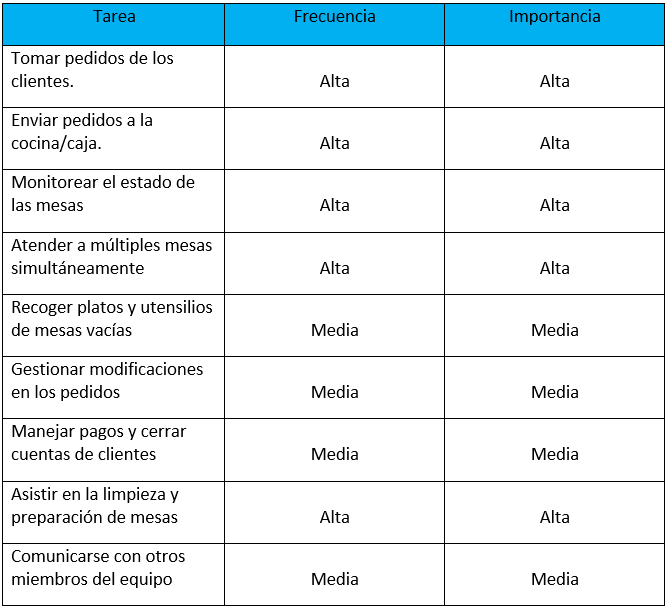 Tarea Frecuencia Importancia
Tomar pedidos de los
clientes. Alta Alta
Enviar pedidos a la
cocina/caja. Alta Alta
Monitorear el estado de
las mesas Alta Alta
Atender a múltiples mesas
simultáneamente Alta Alta
Recoger platos y utensilios
de mesas vacías Media Media
Gestionar modificaciones
en los pedidos Media Media
Manejar pagos y cerrar
cuentas de clientes Media Media
Asistir en la limpieza y
preparación de mesas Alta Alta
Comunicarse con otros
miembros del equipo Media Media